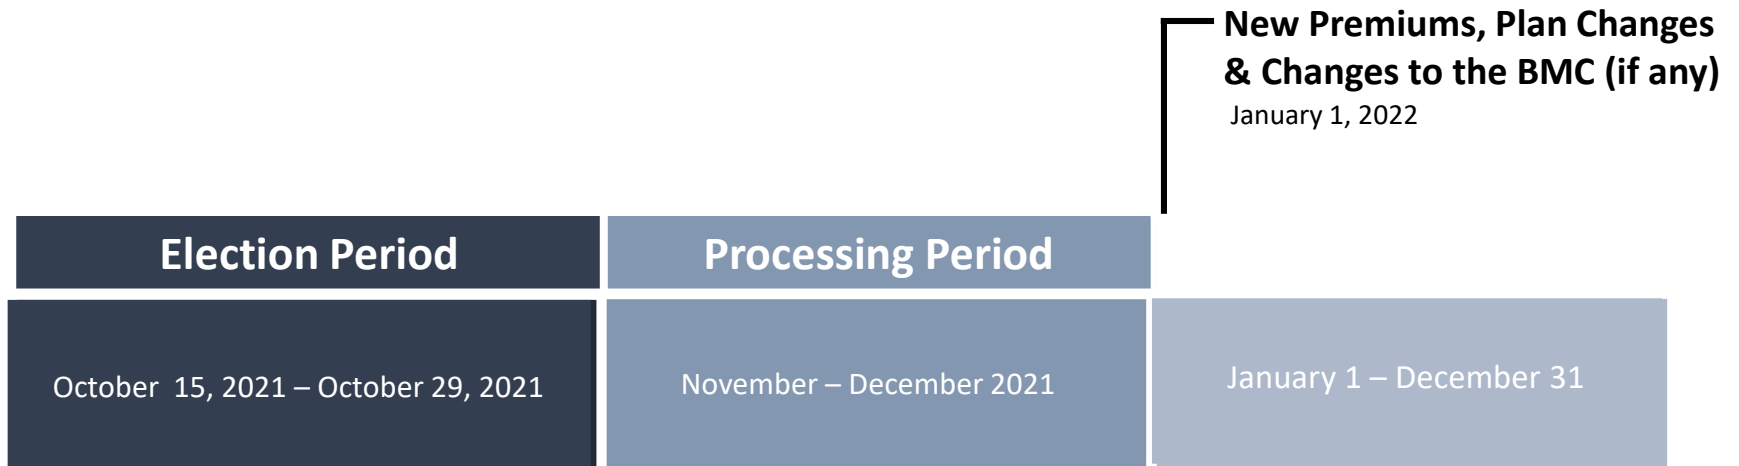 New Premiums, Plan Changes
& Changes to the BMC (if any)
January 1, 2022
Election Period
Processing Period
October 15, 2021 – October 29, 2021
November – December 2021
January 1 – December 31